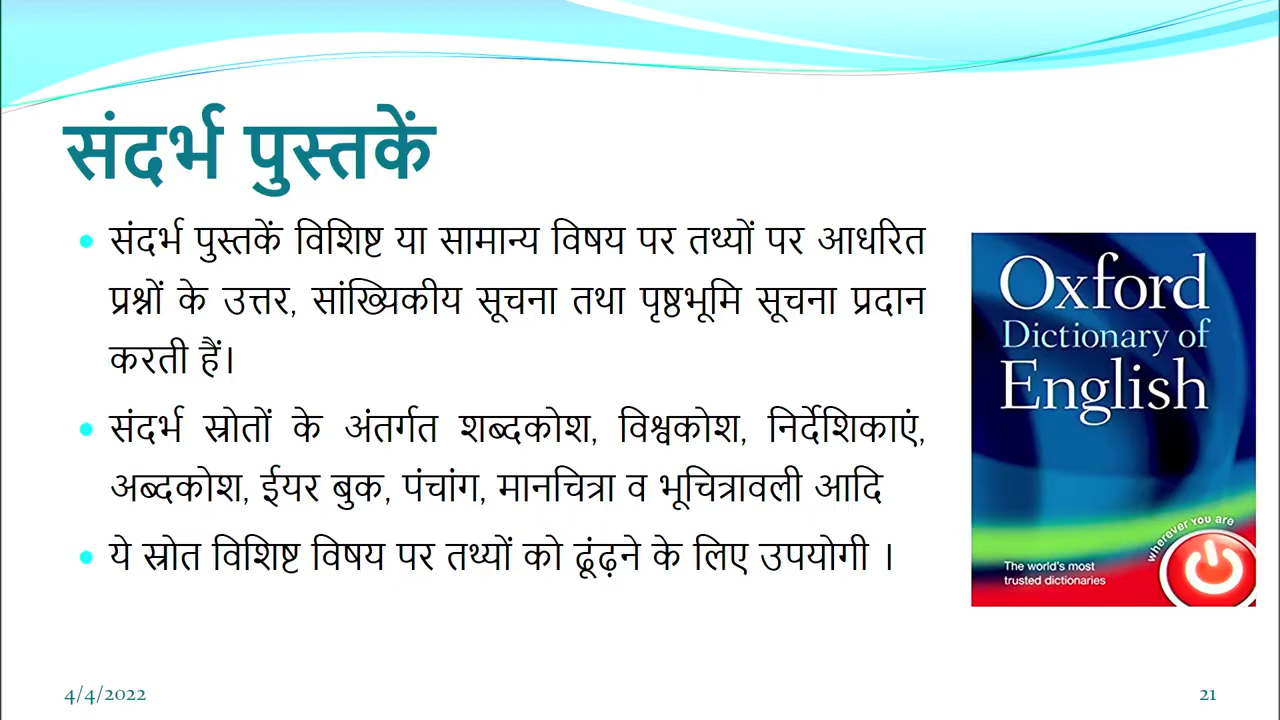 संदर्भ पुस्तकें
• संदर्भ पुस्तकें विशिष्ट या सामान्य विषय पर तथ्यों पर आधरित
प्रश्नों के उत्तर, सांख्यिकीय सूचना तथा पृष्ठभूमि सूचना प्रदान
करती हैं।
• संदर्भ स्रोतों के अंतर्गत शब्दकोश, विश्वकोश, निर्देशिकाएं,
अब्दकोश, ईयर बुक, पंचांग, मानचित्रा व भूचित्रावली आदि
• ये स्रोत विशिष्ट विषय पर तथ्यों को ढूंढ़ने के लिए उपयोगी ।
Oxford
Dictionary of
English
wherever you are
The world's most
trusted dictionaries
4/4/2022
21